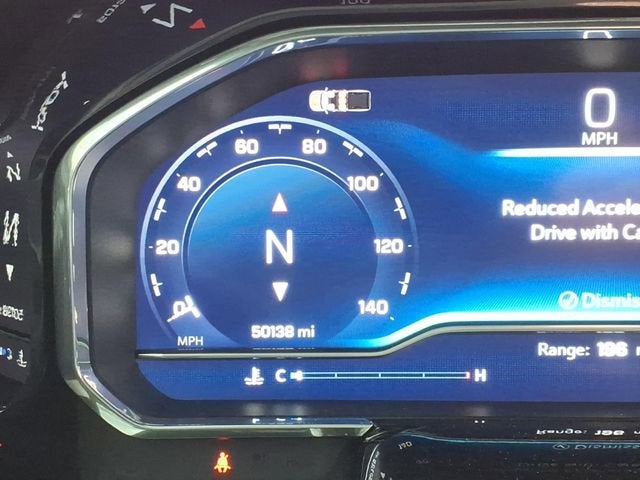 0
MPH
60 80
40 100
20 N 120
0 140
50138 mi
MPH
Reduced Accele
Drive with Ca
Dismis
Range: 196
C H